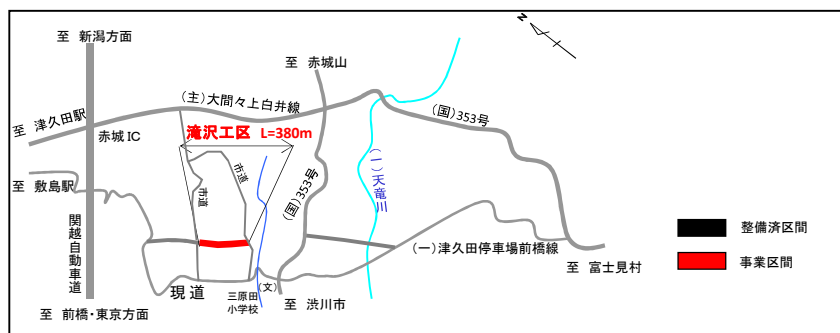 至 新潟方面
N
至 赤城山
(主)大間々上白井線
至 津久田駅
赤城IC
滝沢工区 L=380m
(国)353号
市道
市道
至 敷島駅
(国)353号
(一)天竜川
関越自動車道
整備済区間
(一)津久田停車場前橋線
事業区間
至 富士見村
現道
三原田
小学校
(文)
至 渋川市
至 前橋・東京方面